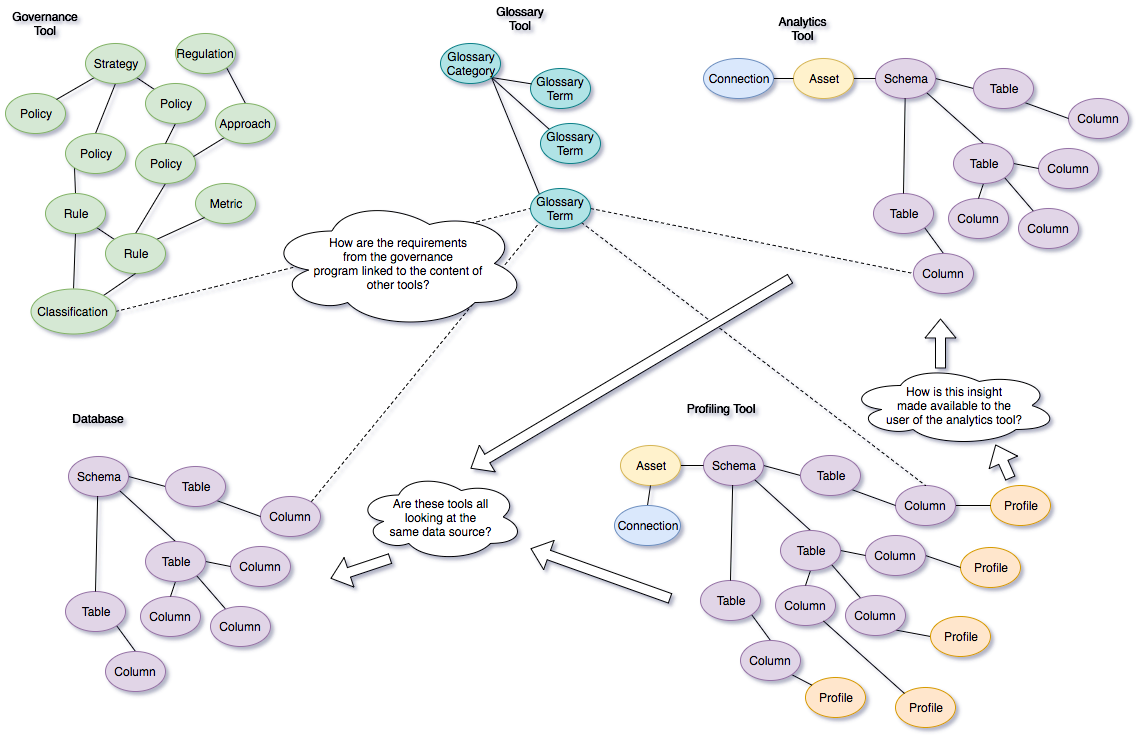 Governance
Tool
Strategy
Regulation
Policy
Policy
Approach
Policy
Policy
Rule
Metric
Rule
Classification
Glossary
Tool
Glossary
Category
Glossary
Term
Glossary
Term
Glossary
Term
Analytics
Tool
Connection
Asset
Schema
Table
Column
Table
Column
Table
Column
Column
Column
How are the requirements
from the governance
program linked to the content of
other tools?
How is this insight
made available to the
user of the analytics tool?
Database
Schema
Table
Column
Table
Column
Table
Column
Column
Column
Are these tools all
looking at the
same data source?
Profiling Tool
Asset
Schema
Table
Connection
Column
Profile
Table
Column
Profile
Table
Column
Column
Profile
Column
Profile
Profile